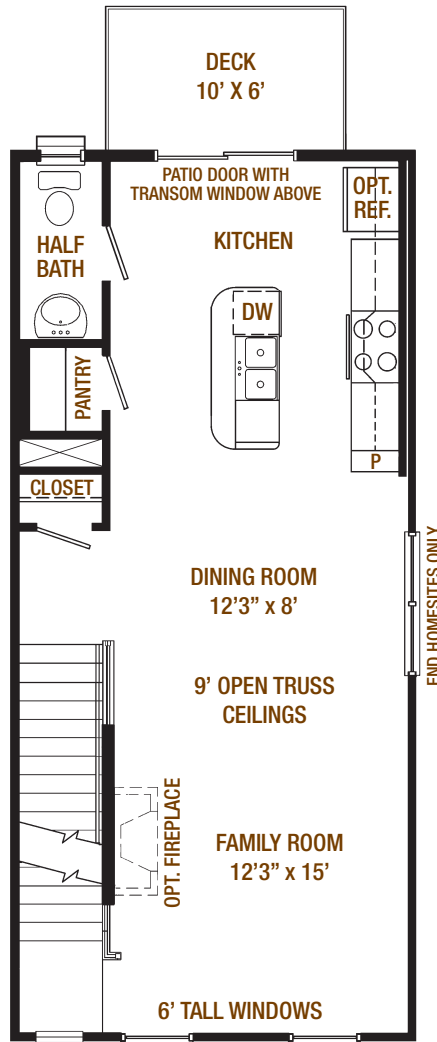 DECK
10’ X 6’
PATIO DOOR WITH
TRANSOM WINDOW ABOVE
OPT.
REF.
KITCHEN
HALF
BATH
DW
PANTRY
P
CLOSET
DINING ROOM
12’3” x 8’
END HOMESITES ONLY
9’ OPEN TRUSS
CEILINGS
OPT. FIREPLACE
FAMILY ROOM
12’3” x 15’
6’ TALL WINDOWS